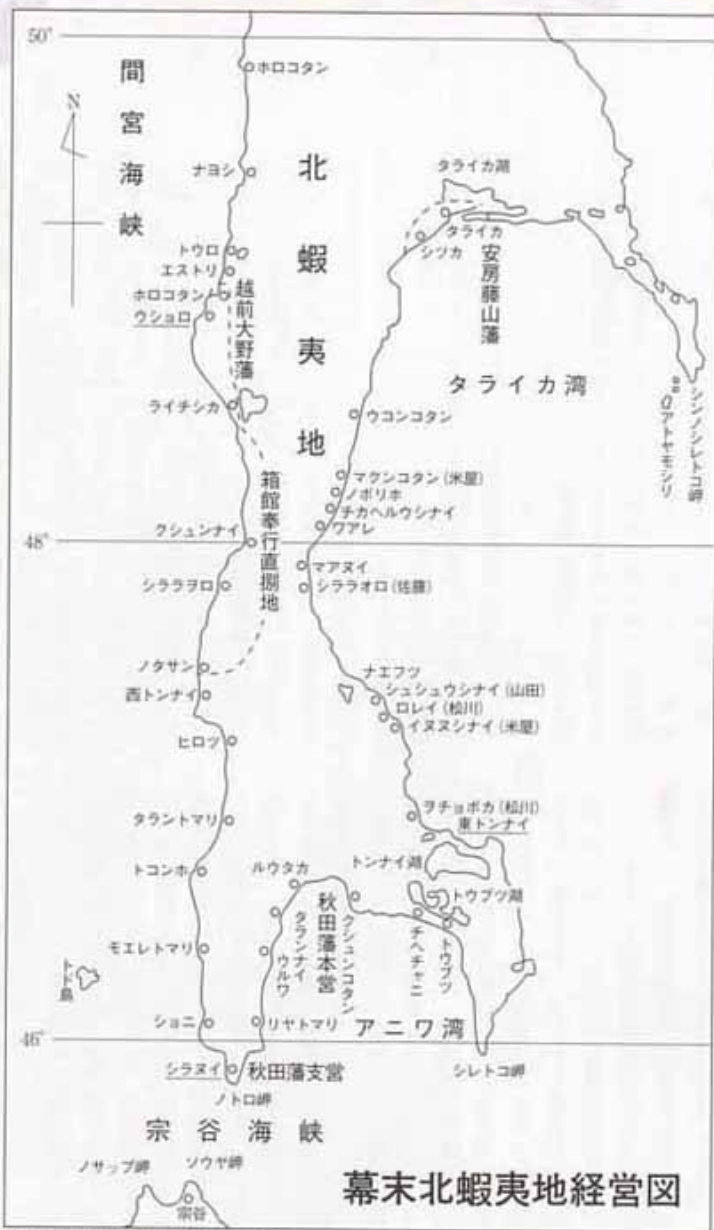 50°
ホロコタン
間宮海峡
N
ナヨシ
北蝦夷地
タライカ湖
トウロ
エストリ
ホロコタン
ウショロ
越前大野藩
タライカ
シツカ
安房藤山藩
タライカ湾
シンノシレトコ岬
アトヤモシリ
ライチシカ
ウコンコタン
箱館奉行直捌地
マクンコタン(米屋)
ノボリホ
チカヘルウシナイ
ワアレ
クシュンナイ
48°
マアヌイ
シララオロ(佐藤)
シララヲロ
ノタサン
西トンナイ
ナエフツ
シュシュウシナイ(山田)
ロレイ(松川)
イヌヌシナイ(米屋)
ヒロツ
タラントマリ
ヲチョボカ(松川)
東トンナイ
トコンホ
ルウタカ
トンナイ湖
トウブツ湖
秋田藩本営
タランナイ
ウルワ
クシュンコタン
チヘチャニ
トウブツ
モエレトマリ
トド島
ショニ
リヤトマリ
アニワ湾
46°
シラヌイ
秋田藩支営
ノトロ岬
シレトコ岬
宗谷海峡
ノサップ岬
ソウヤ岬
宗谷
幕末北蝦夷地経営図